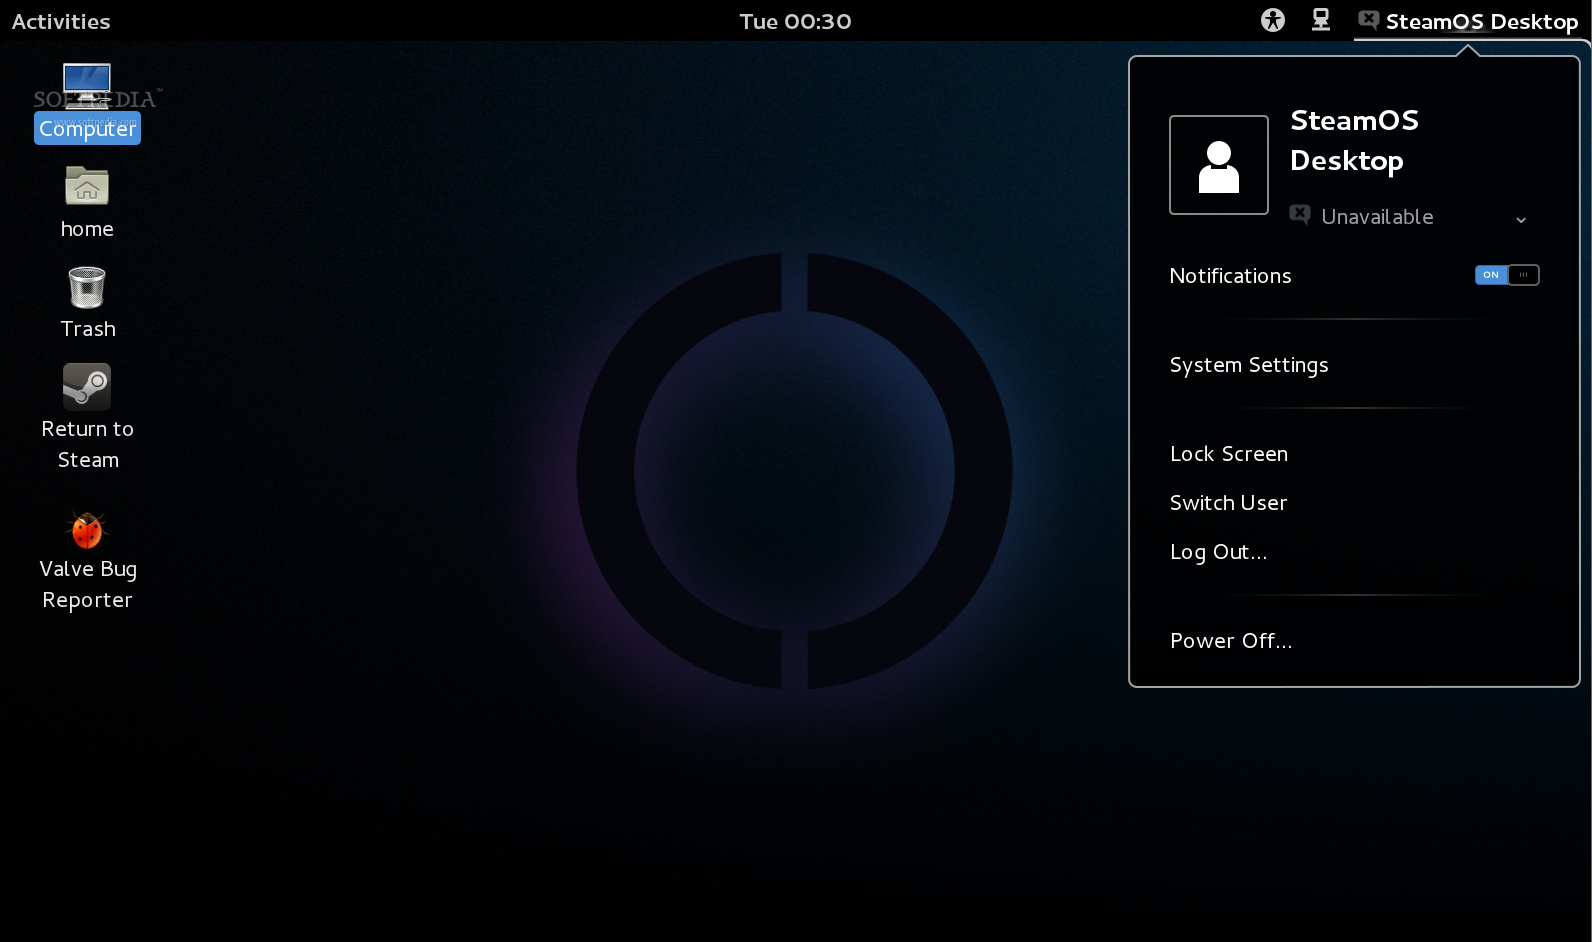 Activities
Tue 00:30
SteamOS Desktop
SOFTPEDIA™
www.softpedia.com
Computer
home
Trash
Return to
Steam
Valve Bug
Reporter
SteamOS
Desktop
Unavailable
Notifications
ON
System Settings
Lock Screen
Switch User
Log Out...
Power Off...